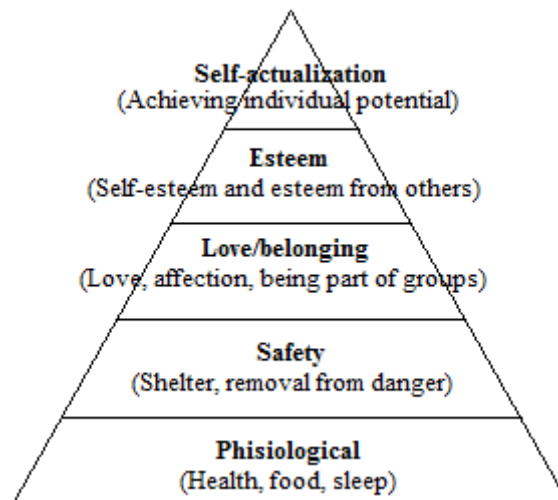 Self-actualization
(Achieving individual potential)
Esteem
(Self-esteem and esteem from others)
Love/belonging
(Love, affection, being part of groups)
Safety
(Shelter, removal from danger)
Phisiological
(Health, food, sleep)